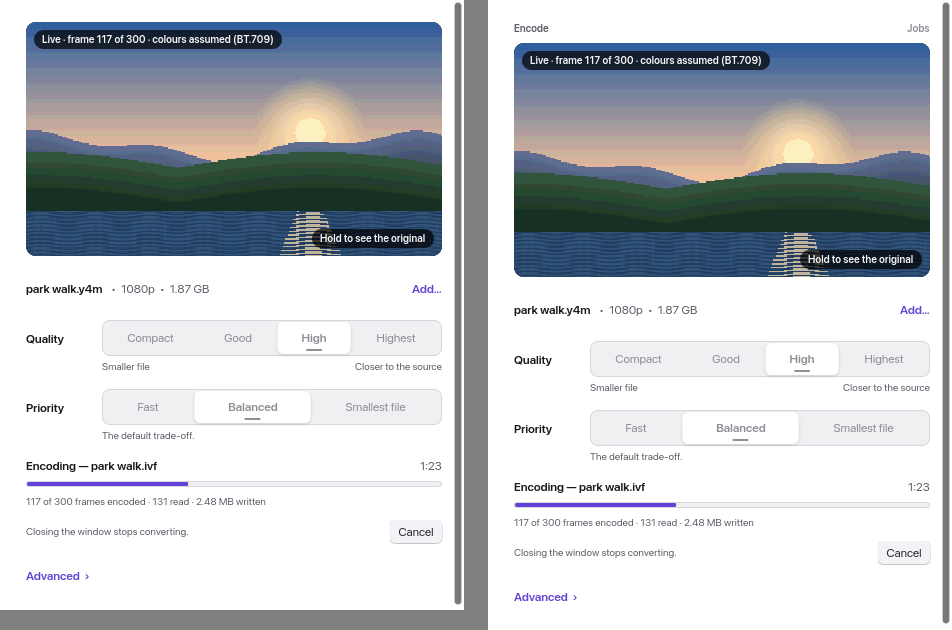 Live · frame 117 of 300 · colours assumed (BT.709)
Hold to see the original
park walk.y4m • 1080p • 1.87 GB
Add...
Quality
Compact
Good
High
Highest
Smaller file
Closer to the source
Priority
Fast
Balanced
Smallest file
The default trade-off.
Encoding — park walk.ivf
1:23
117 of 300 frames encoded · 131 read · 2.48 MB written
Closing the window stops converting.
Cancel
Advanced ›
Encode
Jobs
Live · frame 117 of 300 · colours assumed (BT.709)
Hold to see the original
park walk.y4m • 1080p • 1.87 GB
Add...
Quality
Compact
Good
High
Highest
Smaller file
Closer to the source
Priority
Fast
Balanced
Smallest file
The default trade-off.
Encoding — park walk.ivf
1:23
117 of 300 frames encoded · 131 read · 2.48 MB written
Closing the window stops converting.
Cancel
Advanced ›